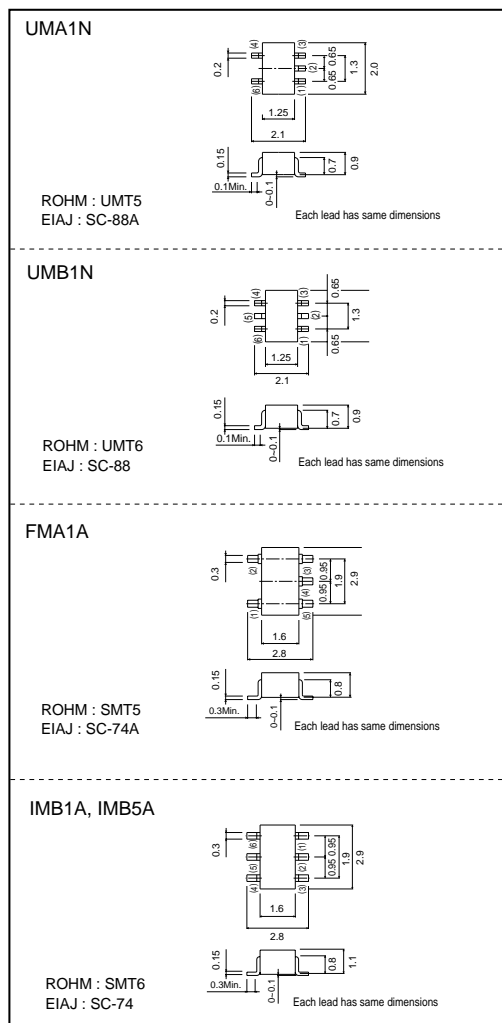 UMA1N
(4) (3)
0.2
(2)
0.65
0.65
1.3
2.0
(6) (1)
1.25
2.1
0.15
0.1Min.
0~0.1
0.7
0.9
ROHM : UMT5
EIAJ : SC-88A
Each lead has same dimensions
UMB1N
(4) (3)
0.65
0.2
(5) (2)
1.3
(6) (1)
0.65
1.25
2.1
0.15
0.1Min.
0~0.1
0.7
0.9
ROHM : UMT6
EIAJ : SC-88
Each lead has same dimensions
FMA1A
0.3
(2) (3)
(4)
0.95
0.95
1.9
2.9
(1) (5)
1.6
2.8
0.15
0.3Min.
0~0.1
0.8
ROHM : SMT5
EIAJ : SC-74A
Each lead has same dimensions
IMB1A, IMB5A
0.3
(6) (1)
(5) (2)
(4) (3)
0.95
0.95
1.9
2.9
1.6
2.8
0.15
0.3Min.
0~0.1
0.8
1.1
ROHM : SMT6
EIAJ : SC-74
Each lead has same dimensions